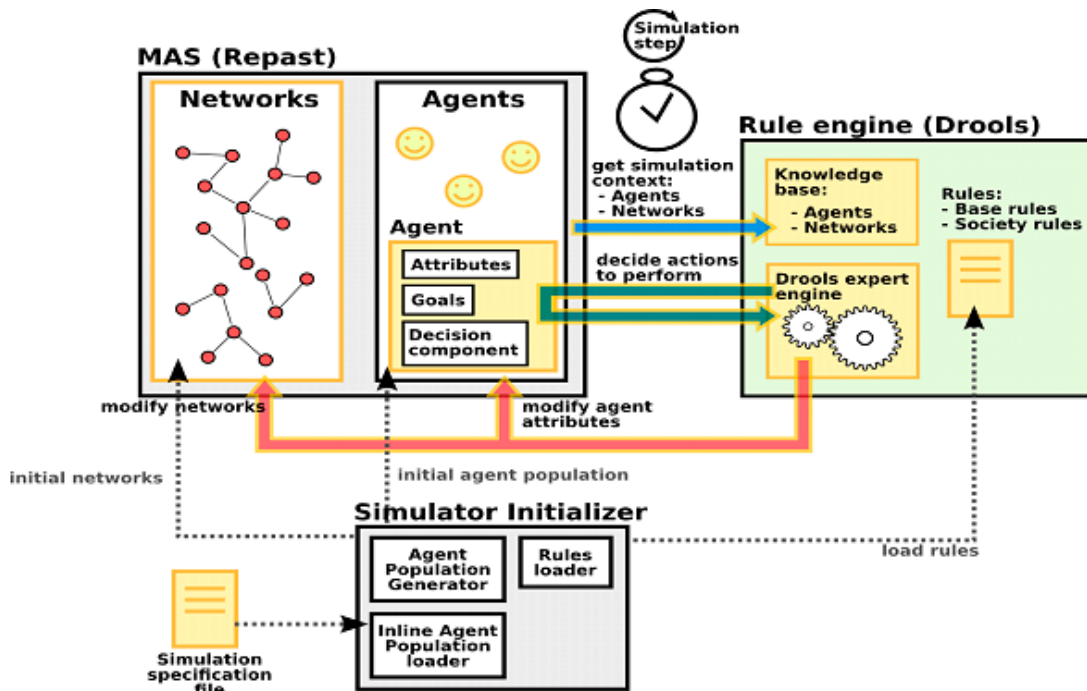 Simulation
step
MAS (Repast)
Networks
Agents
Rule engine (Drools)
get simulation
context:
- Agents
- Networks
Knowledge
base:
- Agents
- Networks
Rules:
- Base rules
- Society rules
Agent
Attributes
Goals
Decision
component
decide actions
to perform
Drools expert
engine
modify networks
modify agent
attributes
initial networks
initial agent population
load rules
Simulator Initializer
Agent
Population
Generator
Rules
loader
Inline Agent
Population
loader
Simulation
specification
file